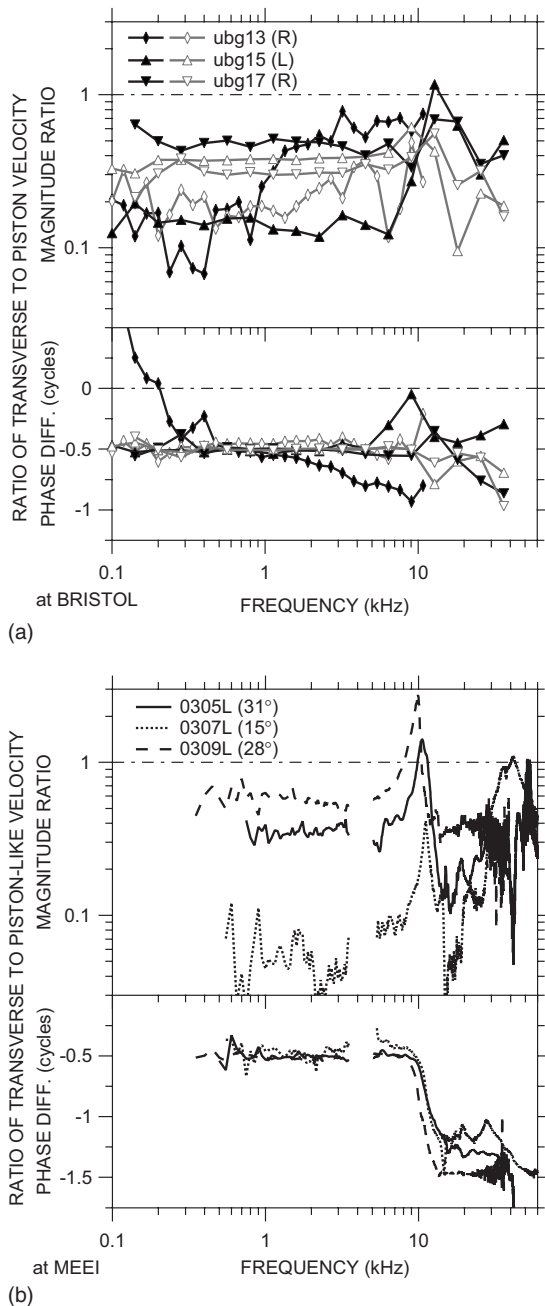 ubg13 (R)
ubg15 (L)
ubg17 (R)
RATIO OF TRANSVERSE TO PISTON VELOCITY
MAGNITUDE RATIO
1
0.1
PHASE DIFF. (cycles)
0
-0.5
-1
0.1
1
10
at BRISTOL
FREQUENCY (kHz)
(a)
0305L (31°)
0307L (15°)
0309L (28°)
RATIO OF TRANSVERSE TO PISTON-LIKE VELOCITY
MAGNITUDE RATIO
1
0.1
PHASE DIFF. (cycles)
-0.5
-1
-1.5
0.1
1
10
at MEEI
FREQUENCY (kHz)
(b)